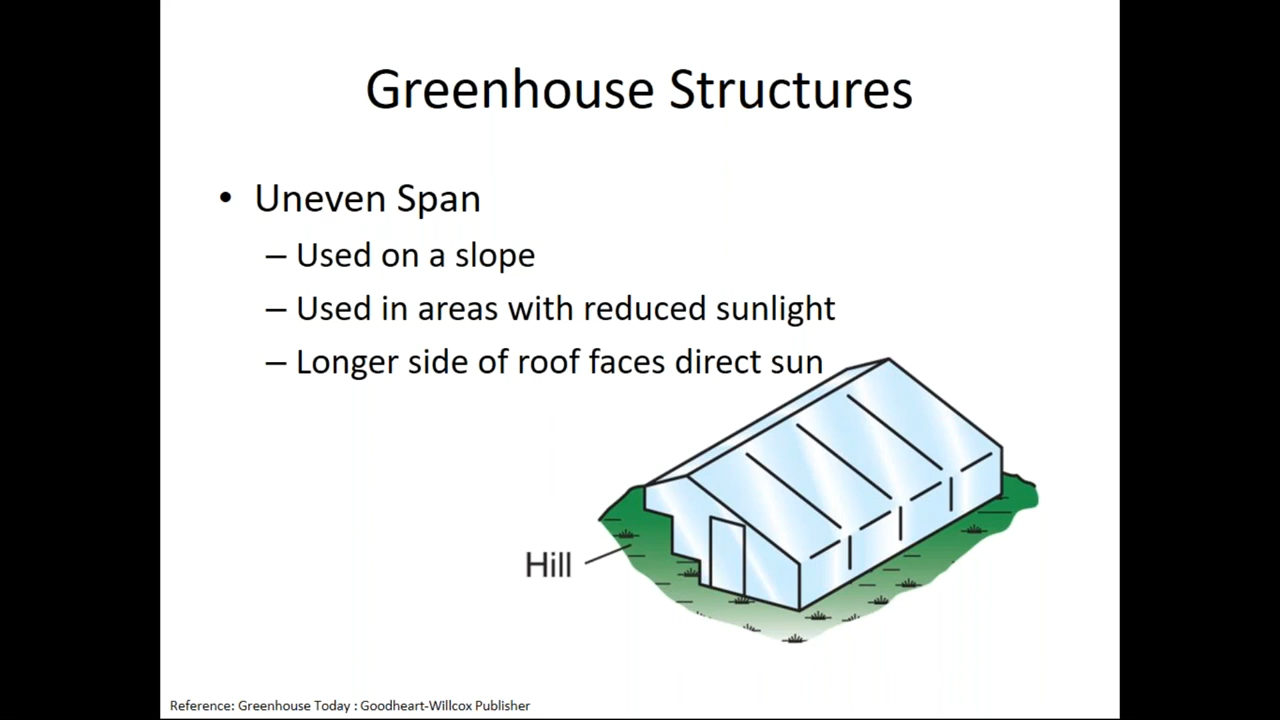 Greenhouse Structures
• Uneven Span
– Used on a slope
– Used in areas with reduced sunlight
– Longer side of roof faces direct sun
Hill
Reference: Greenhouse Today : Goodheart-Willcox Publisher